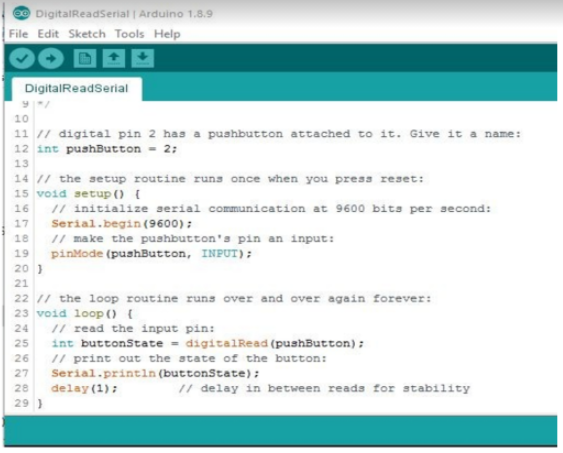 DigitalReadSerial | Arduino 1.8.9
File Edit Sketch Tools Help
DigitalReadSerial
9 */
10
11 // digital pin 2 has a pushbutton attached to it. Give it a name:
12 int pushButton = 2;
13
14 // the setup routine runs once when you press reset:
15 void setup() {
16 // initialize serial communication at 9600 bits per second:
17 Serial.begin(9600);
18 // make the pushbutton's pin an input:
19 pinMode(pushButton, INPUT);
20 }
21
22 // the loop routine runs over and over again forever:
23 void loop() {
24 // read the input pin:
25 int buttonState = digitalRead(pushButton);
26 // print out the state of the button:
27 Serial.println(buttonState);
28 delay(1); // delay in between reads for stability
29 }